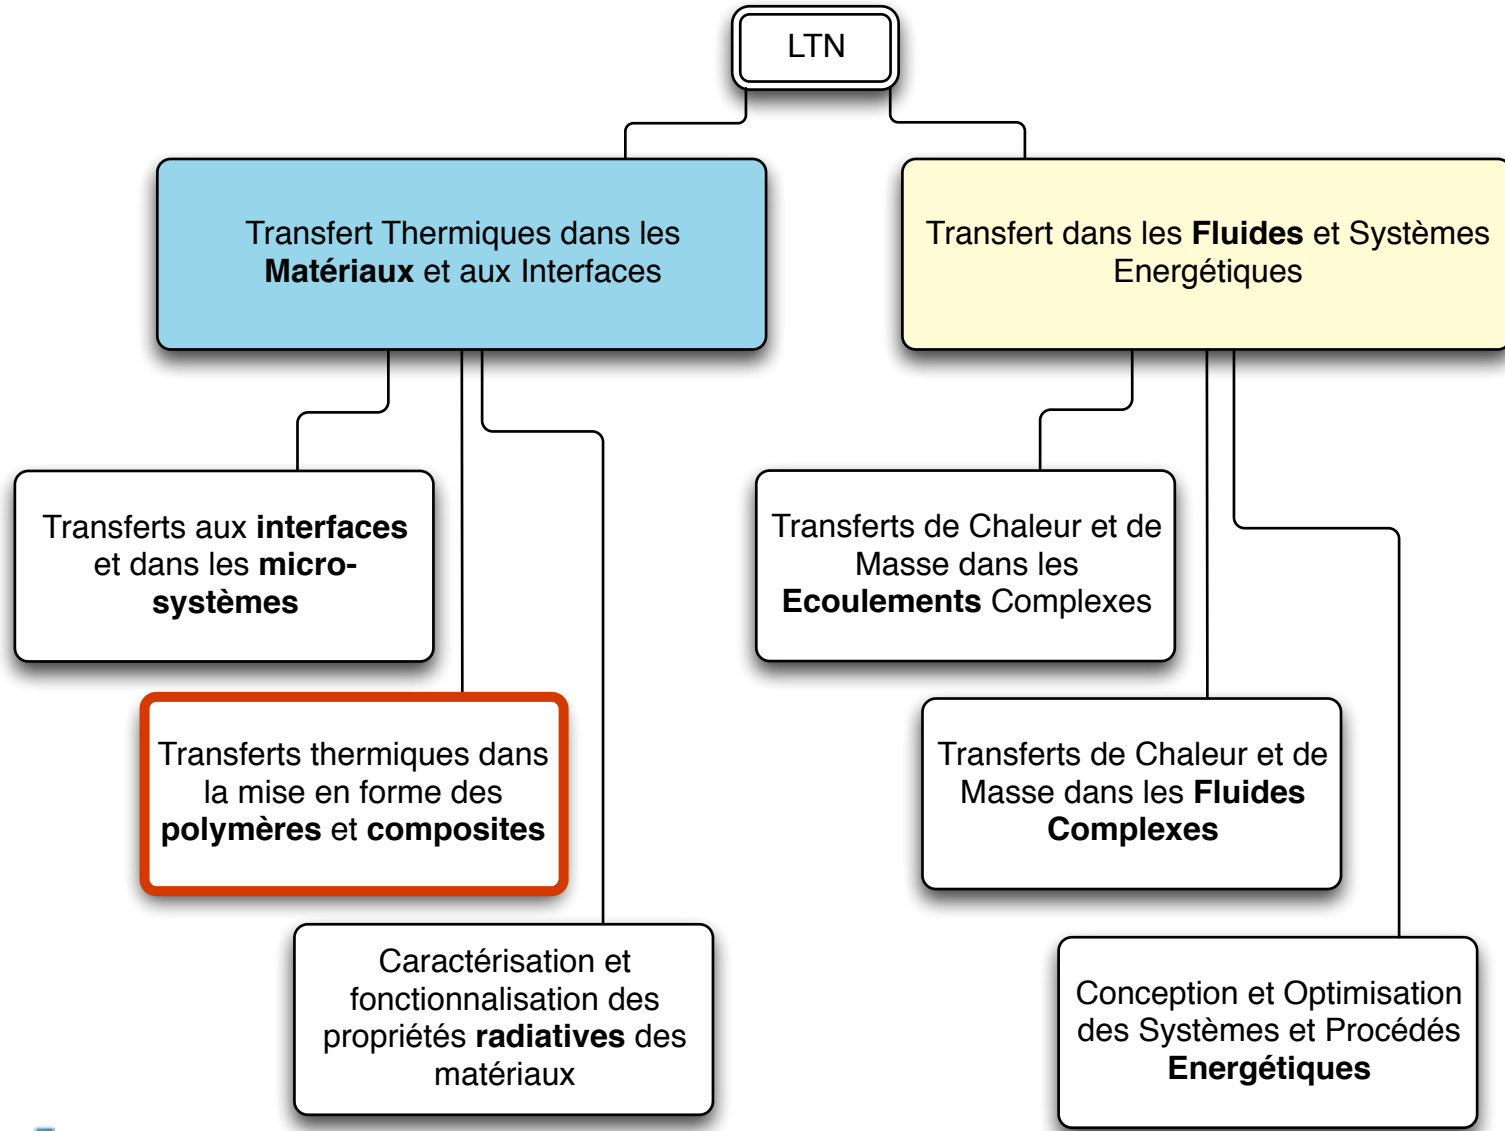 LTN
Transfert Thermiques dans les
Matériaux et aux Interfaces
Transfert dans les Fluides et Systèmes
Energétiques
Transferts aux interfaces
et dans les micro-
systèmes
Transferts de Chaleur et de
Masse dans les
Ecoulements Complexes
Transferts thermiques dans
la mise en forme des
polymères et composites
Transferts de Chaleur et de
Masse dans les Fluides
Complexes
Caractérisation et
fonctionnalisation des
propriétés radiatives des
matériaux
Conception et Optimisation
des Systèmes et Procédés
Energétiques